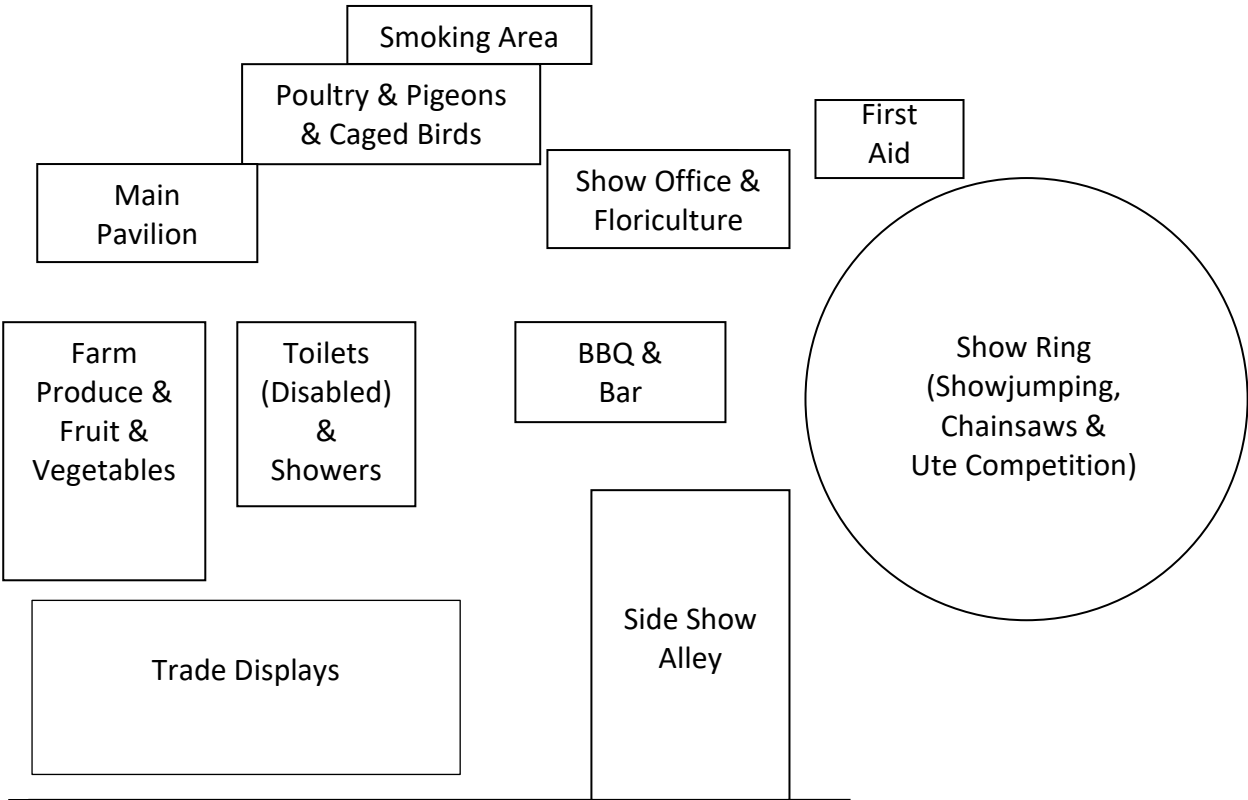 Smoking Area
Poultry & Pigeons
& Caged Birds
First
Aid
Main
Pavilion
Show Office &
Floriculture
Farm
Produce &
Fruit &
Vegetables
Toilets
(Disabled)
&
Showers
BBQ &
Bar
Show Ring
(Showjumping,
Chainsaws &
Ute Competition)
Side Show
Alley
Trade Displays